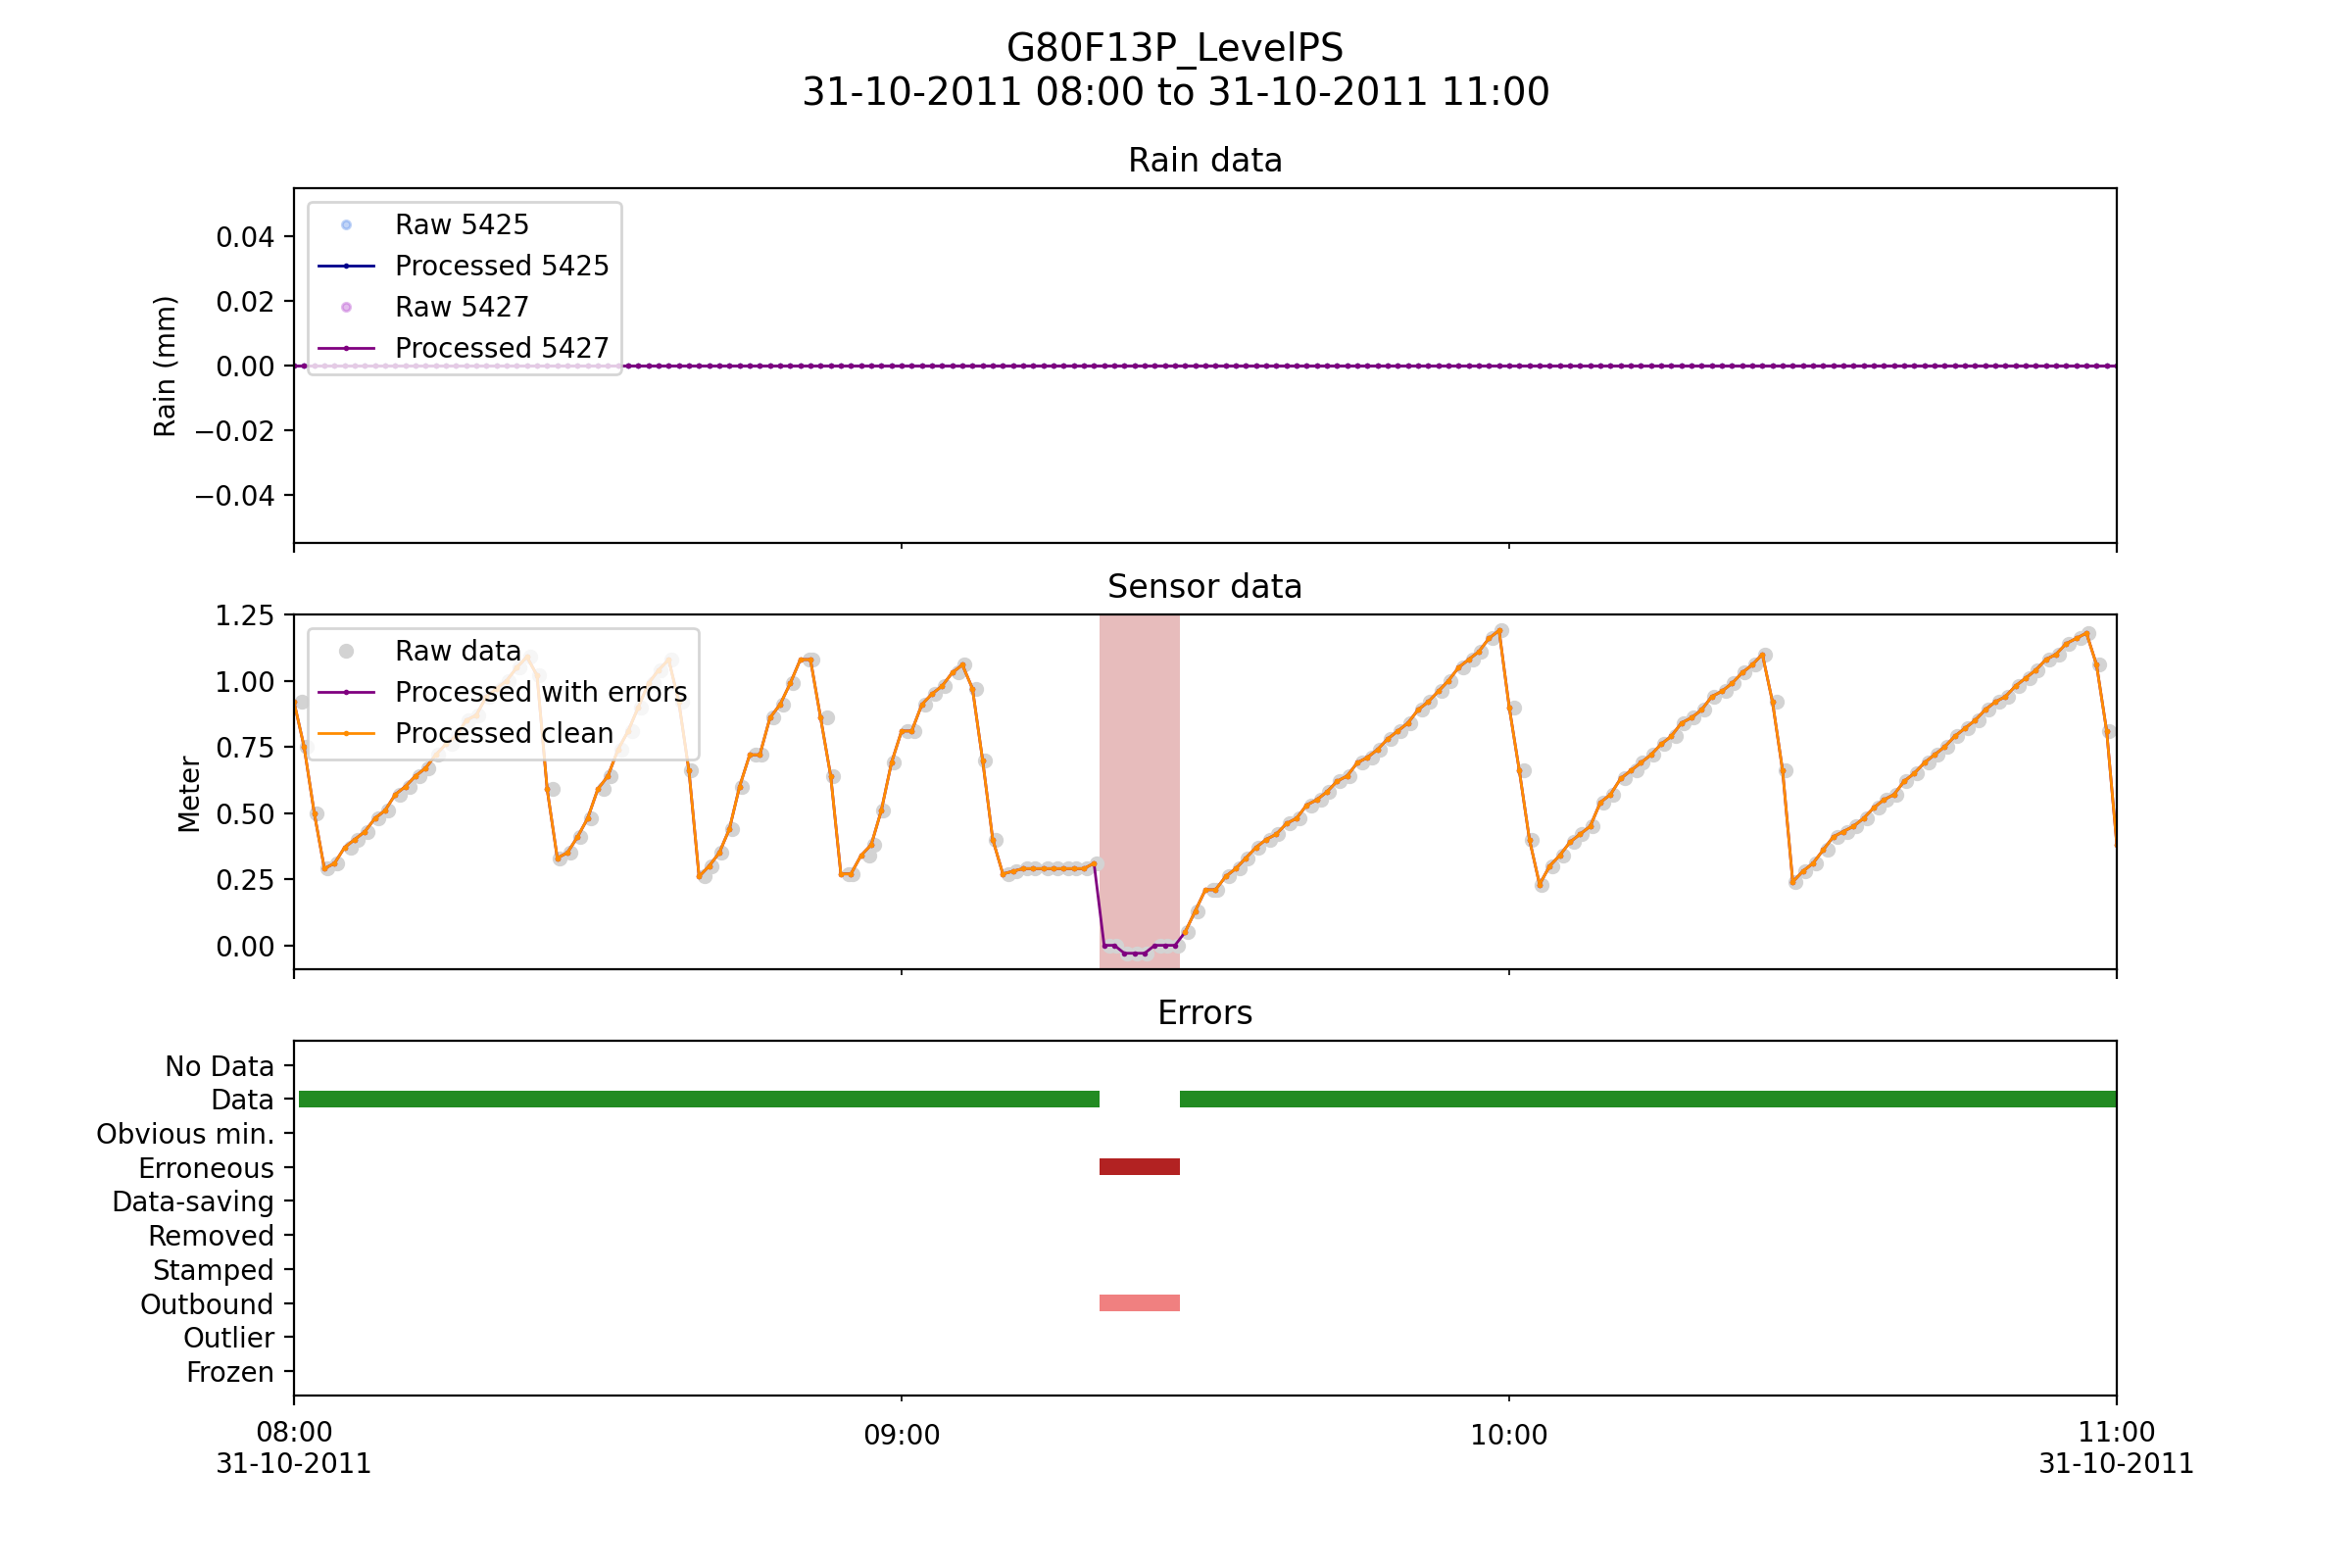 G80F13P_LevelPS
31-10-2011 08:00 to 31-10-2011 11:00
Rain data
Rain (mm)
0.04
0.02
0.00
−0.02
−0.04
Raw 5425
Processed 5425
Raw 5427
Processed 5427
Sensor data
Meter
1.25
1.00
0.75
0.50
0.25
0.00
Raw data
Processed with errors
Processed clean
Errors
No Data
Data
Obvious min.
Erroneous
Data-saving
Removed
Stamped
Outbound
Outlier
Frozen
08:00
31-10-2011
09:00
10:00
11:00
31-10-2011